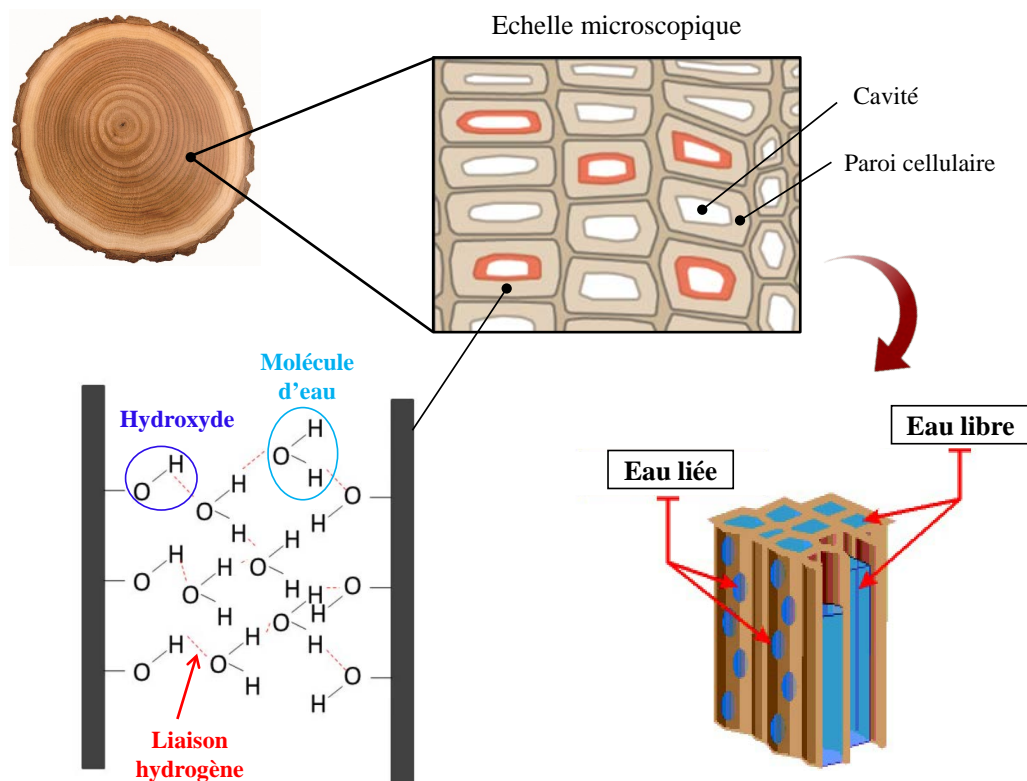 Echelle microscopique
Cavité
Paroi cellulaire
Molécule
d'eau
Hydroxyde
Eau libre
Eau liée
H
H
O
H
O
H
H
O
O
H
H
H
H
O
H
H
O
H
O
H
O
H
H
O
H
H
H
O
H
O
H
O
H
O
Liaison
hydrogène